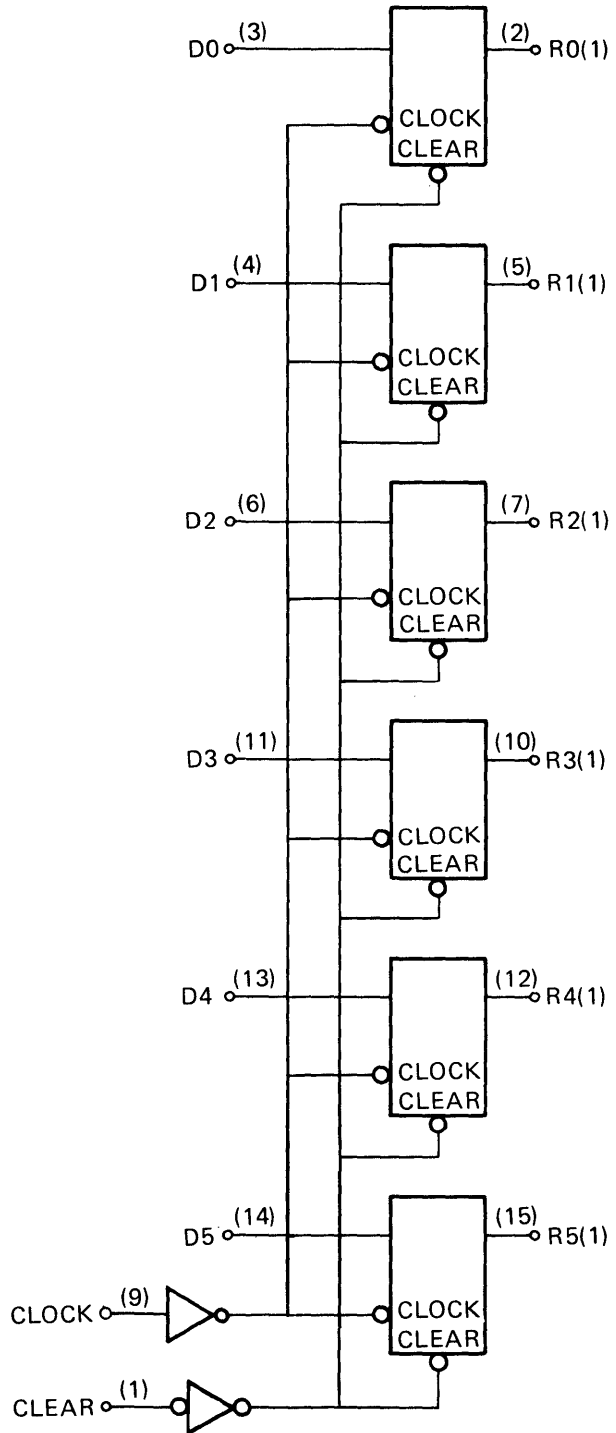 D0 (3) (2) R0(1)
CLOCK
CLEAR
D1 (4) (5) R1(1)
CLOCK
CLEAR
D2 (6) (7) R2(1)
CLOCK
CLEAR
D3 (11) (10) R3(1)
CLOCK
CLEAR
D4 (13) (12) R4(1)
CLOCK
CLEAR
D5 (14) (15) R5(1)
CLOCK (9) CLOCK
CLEAR
CLEAR (1)